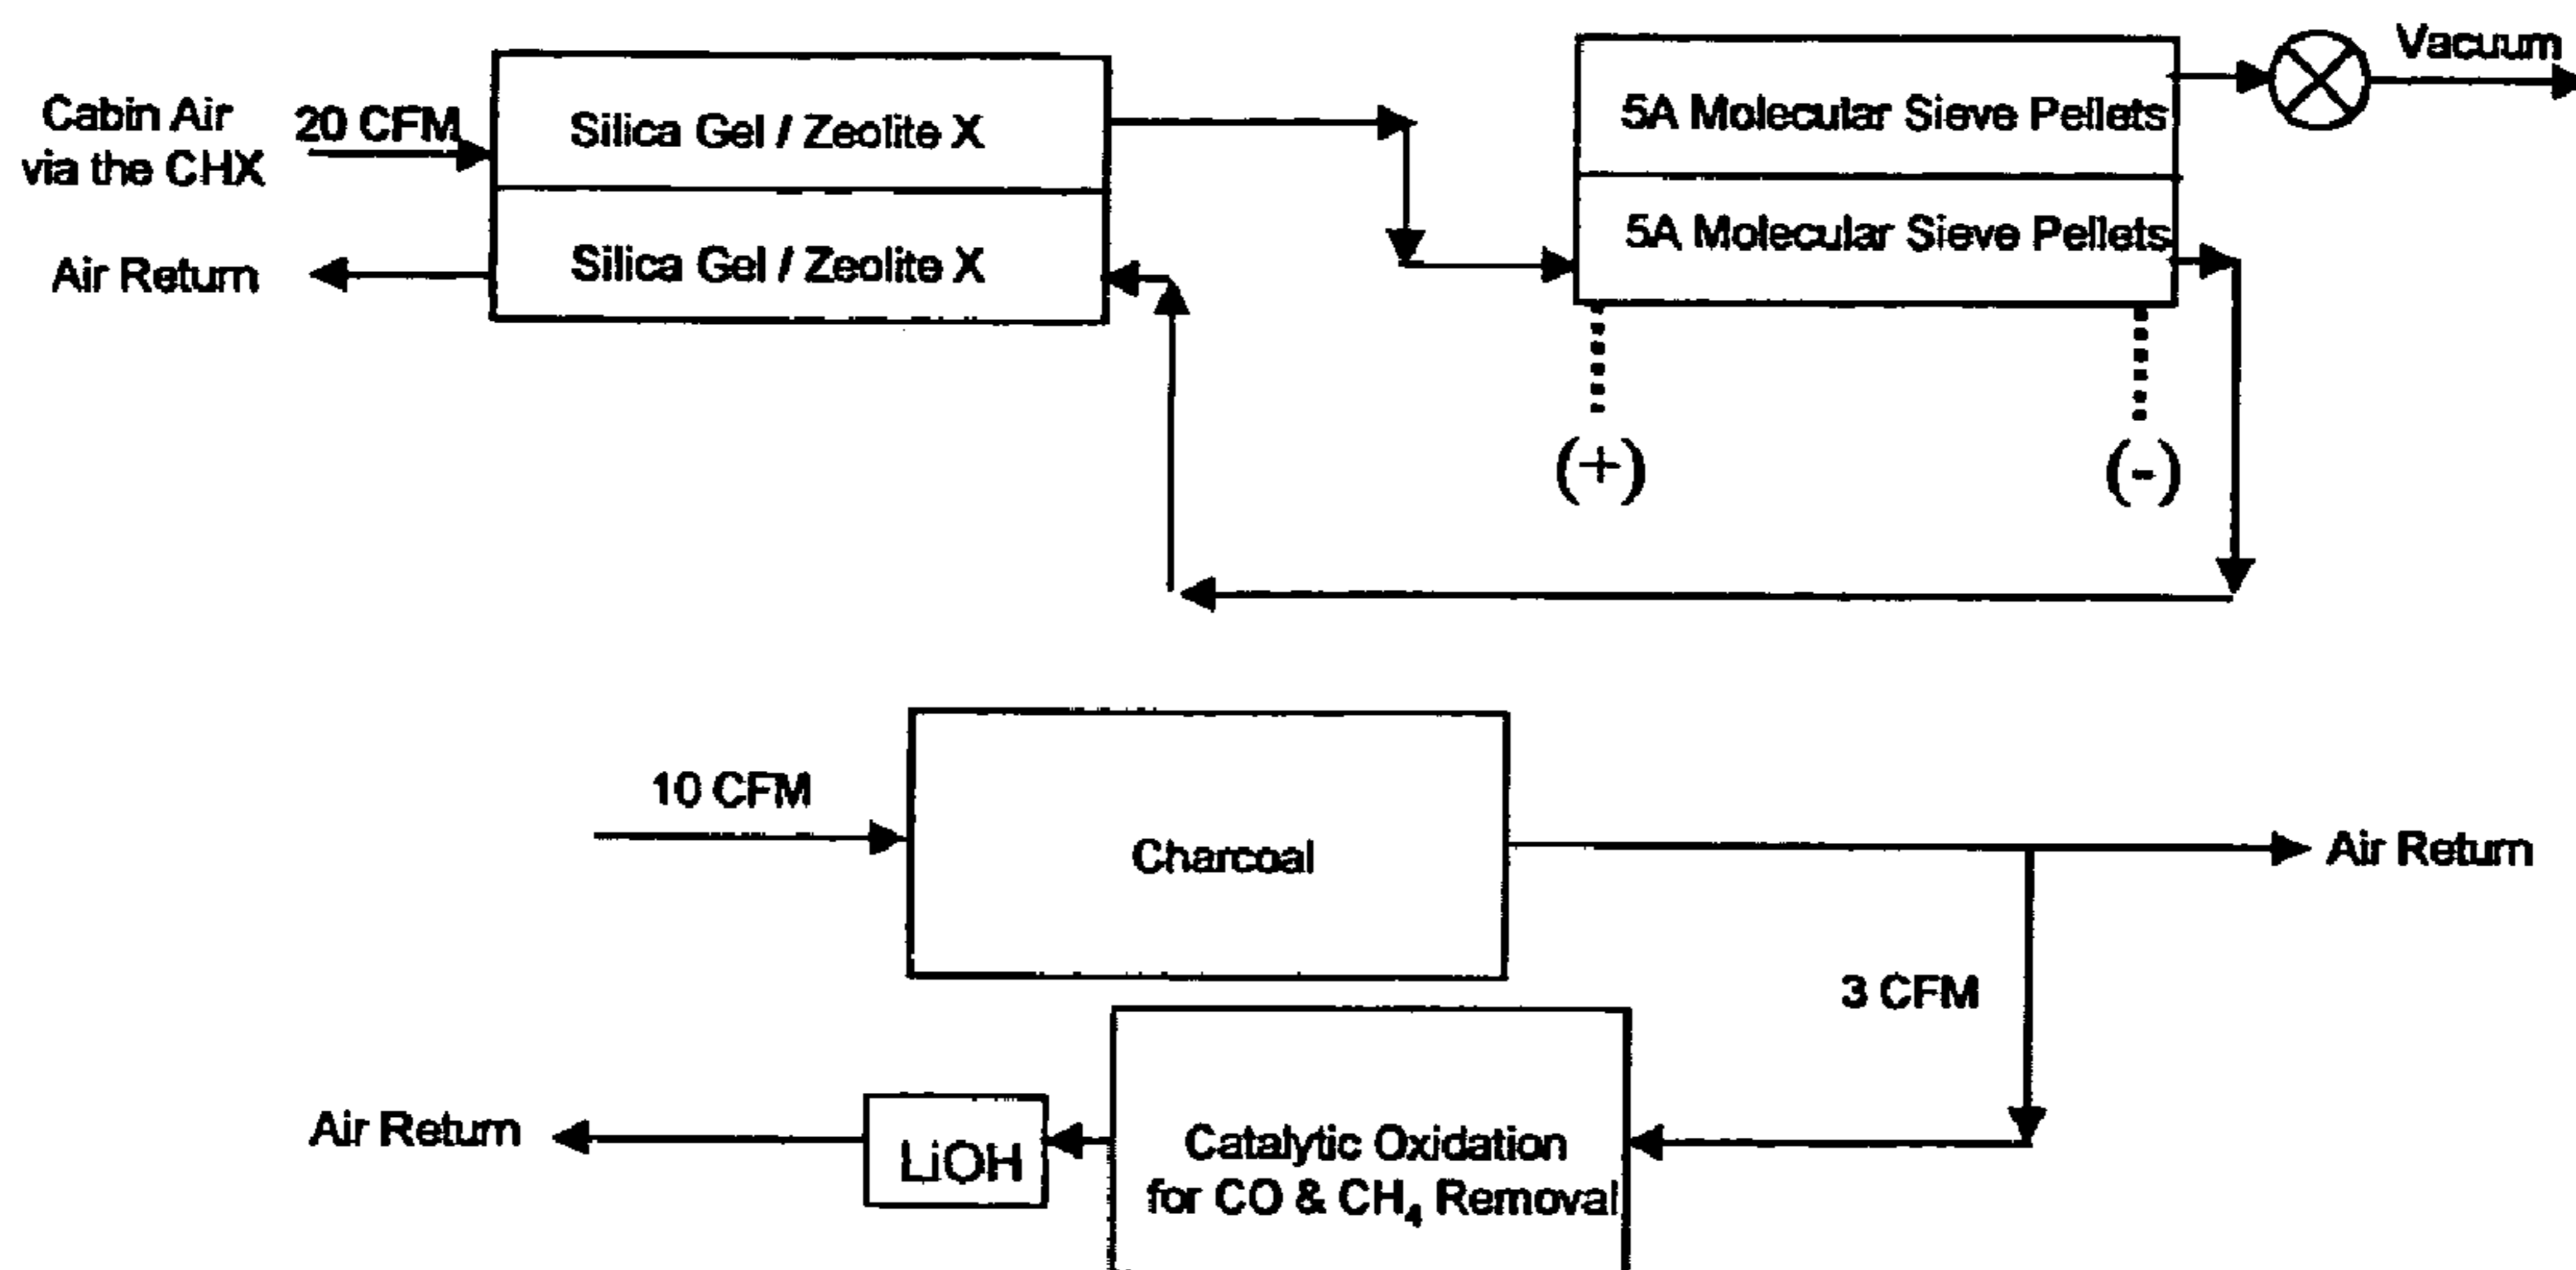 Cabin Air
via the CHX
20 CFM
Silica Gel / Zeolite X
5A Molecular Sieve Pellets
Vacuum
Air Return
Silica Gel / Zeolite X
5A Molecular Sieve Pellets
(+)
(-)
10 CFM
Charcoal
Air Return
3 CFM
Air Return
LiOH
Catalytic Oxidation
for CO & CH₄ Removal